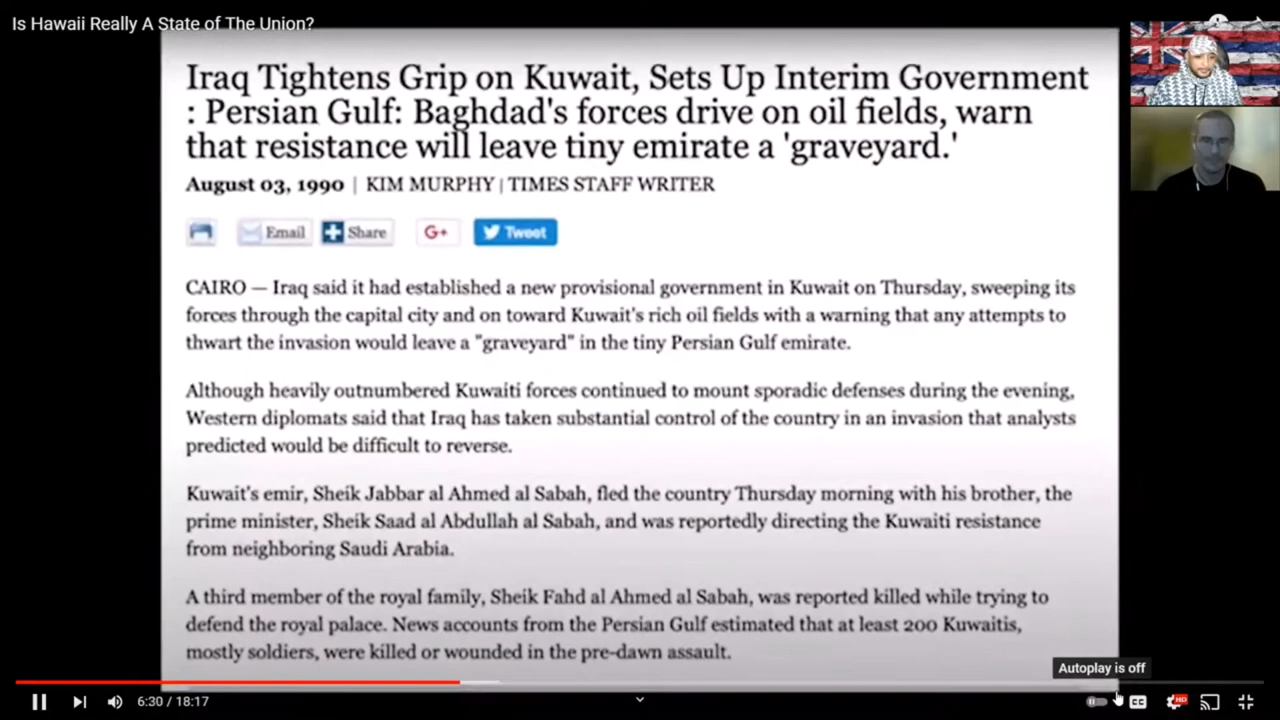 Is Hawaii Really A State of The Union?
Iraq Tightens Grip on Kuwait, Sets Up Interim Government
: Persian Gulf: Baghdad's forces drive on oil fields, warn
that resistance will leave tiny emirate a 'graveyard.'
August 03, 1990 | KIM MURPHY | TIMES STAFF WRITER
Email Share G+ Tweet
CAIRO — Iraq said it had established a new provisional government in Kuwait on Thursday, sweeping its
forces through the capital city and on toward Kuwait's rich oil fields with a warning that any attempts to
thwart the invasion would leave a "graveyard" in the tiny Persian Gulf emirate.
Although heavily outnumbered Kuwaiti forces continued to mount sporadic defenses during the evening,
Western diplomats said that Iraq has taken substantial control of the country in an invasion that analysts
predicted would be difficult to reverse.
Kuwait's emir, Sheik Jabbar al Ahmed al Sabah, fled the country Thursday morning with his brother, the
prime minister, Sheik Saad al Abdullah al Sabah, and was reportedly directing the Kuwaiti resistance
from neighboring Saudi Arabia.
A third member of the royal family, Sheik Fahd al Ahmed al Sabah, was reported killed while trying to
defend the royal palace. News accounts from the Persian Gulf estimated that at least 200 Kuwaitis,
mostly soldiers, were killed or wounded in the pre-dawn assault.
Autoplay is off
6:30 / 18:17
CC HD